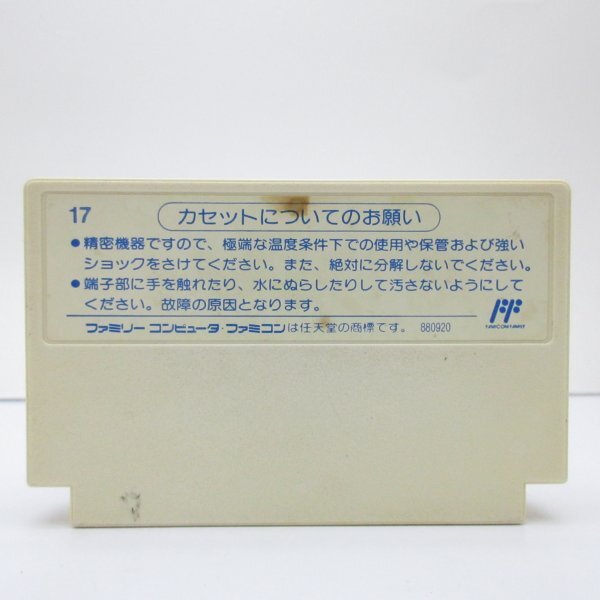 17
カセットについてのお願い
●精密機器ですので、極端な温度条件下での使用や保管および強い
ショックをさけてください。また、絶対に分解しないでください。
●端子部に手を触れたり、水にぬらしたりして汚さないようにして
ください。故障の原因となります。
ファミリー コンピュータ・ファミコンは任天堂の商標です。 880920
FF
FAMICOM FAMILY